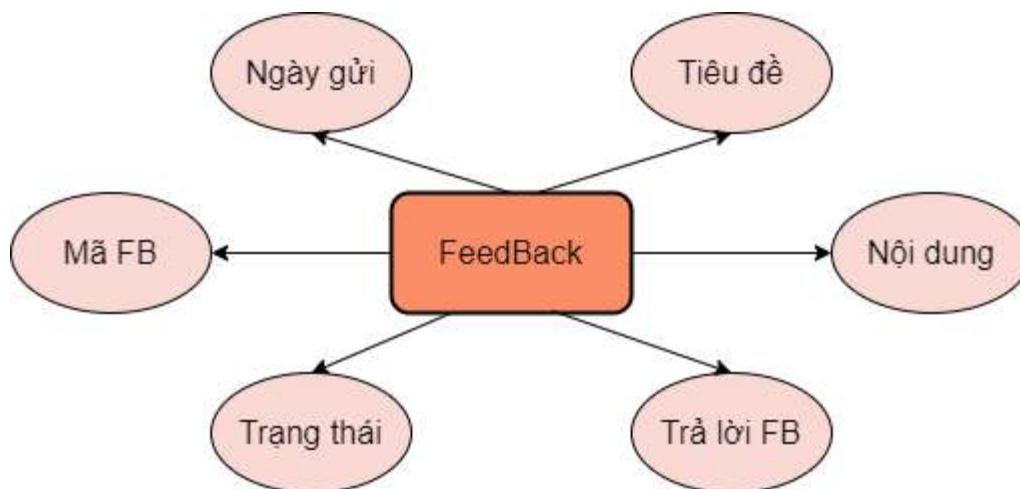 Ngày gửi
Tiêu đề
Mã FB
FeedBack
Nội dung
Trạng thái
Trả lời FB